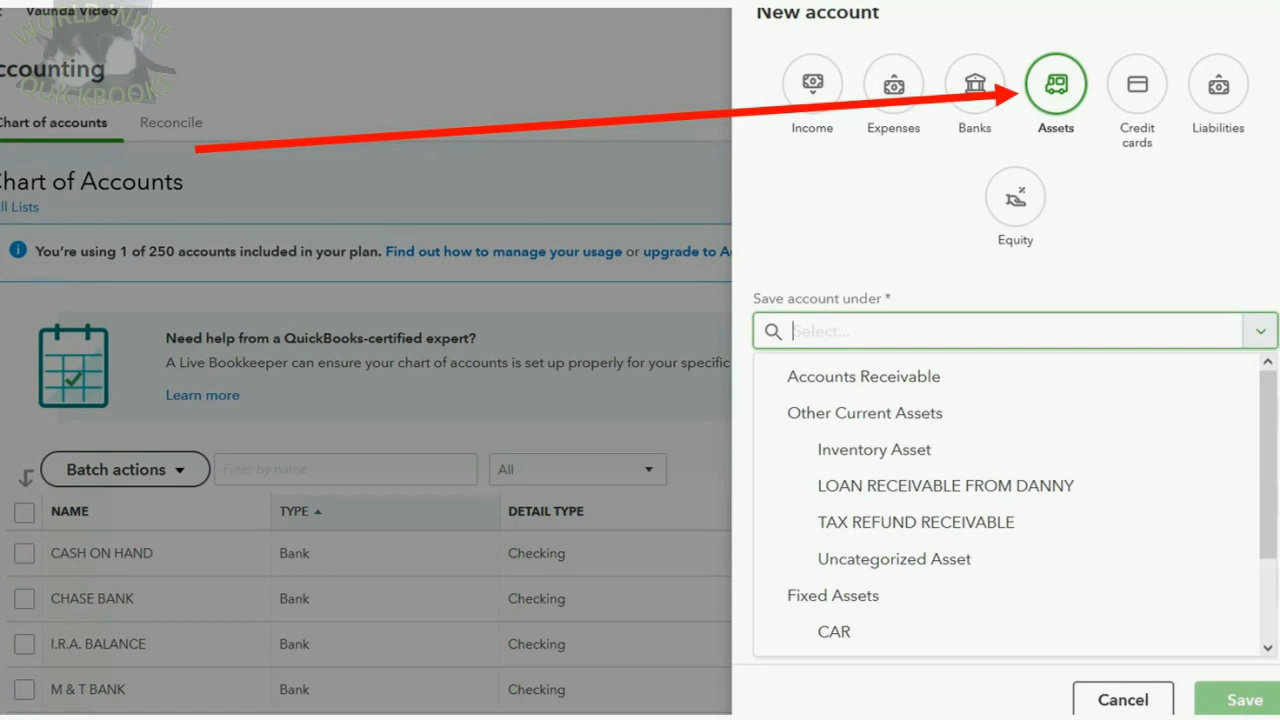 Vaunda Video
WORLD WIDE
QUICKBOOKS
ccounting
Chart of accounts
Reconcile
Chart of Accounts
ll Lists
You're using 1 of 250 accounts included in your plan. Find out how to manage your usage or upgrade to A
Need help from a QuickBooks-certified expert?
A Live Bookkeeper can ensure your chart of accounts is set up properly for your specific
Learn more
Batch actions
Filter by name
All
NAME
TYPE
DETAIL TYPE
CASH ON HAND
Bank
Checking
CHASE BANK
Bank
Checking
I.R.A. BALANCE
Bank
Checking
M & T BANK
Bank
Checking
New account
Income
Expenses
Banks
Assets
Credit
cards
Liabilities
Equity
Save account under *
Select...
Accounts Receivable
Other Current Assets
Inventory Asset
LOAN RECEIVABLE FROM DANNY
TAX REFUND RECEIVABLE
Uncategorized Asset
Fixed Assets
CAR
Cancel
Save